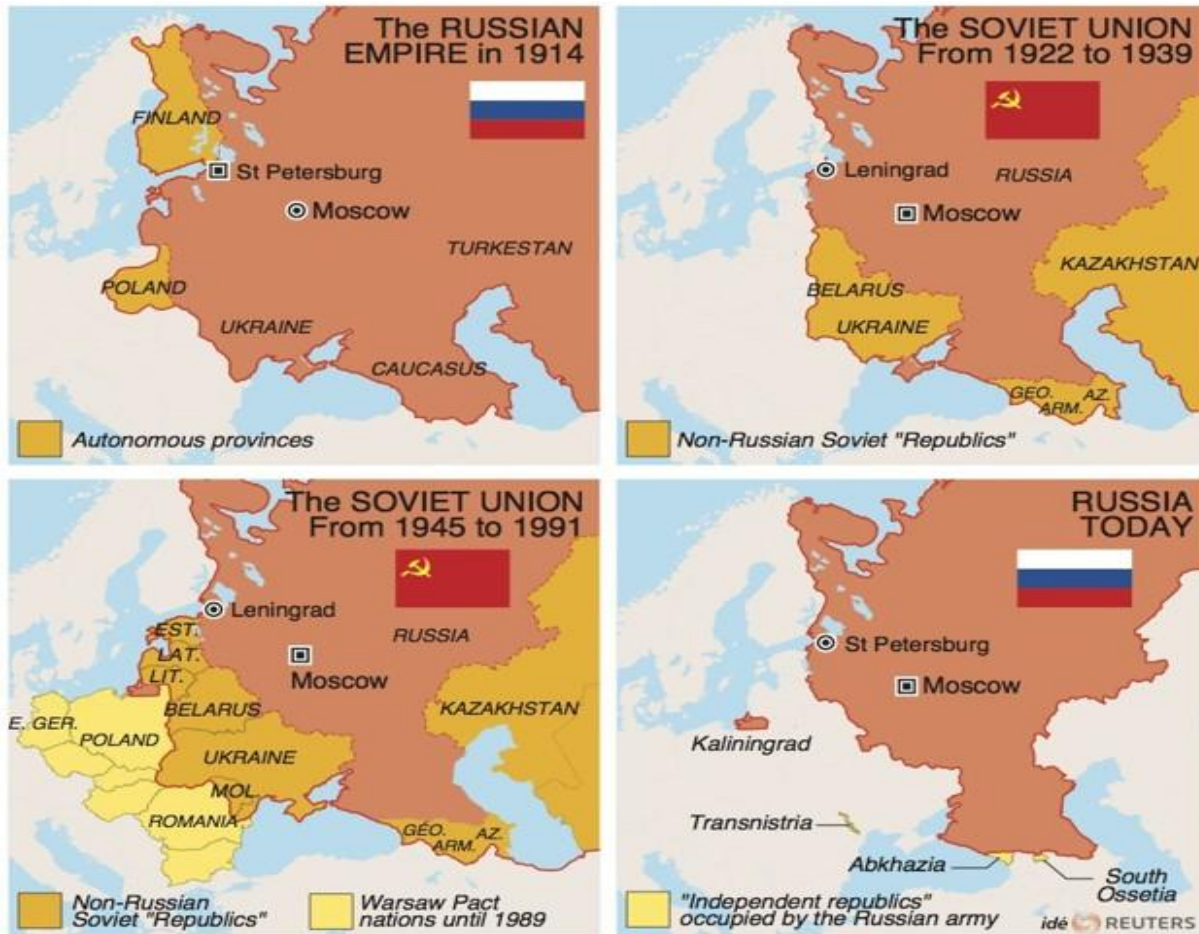 The RUSSIAN
EMPIRE in 1914
FINLAND
St Petersburg
Moscow
TURKESTAN
POLAND
UKRAINE
CAUCASUS
Autonomous provinces
The SOVIET UNION
From 1922 to 1939
Leningrad
RUSSIA
Moscow
KAZAKHSTAN
BELARUS
UKRAINE
GEO. AZ.
ARM.
Non-Russian Soviet "Republics"
The SOVIET UNION
From 1945 to 1991
Leningrad
EST.
RUSSIA
LAT.
Moscow
LIT.
BELARUS
KAZAKHSTAN
E. GER.
POLAND
UKRAINE
MOL.
ROMANIA
GÉO. AZ.
ARM.
Non-Russian
Soviet "Republics"
Warsaw Pact
nations until 1989
RUSSIA
TODAY
St Petersburg
Moscow
Kaliningrad
Transnistria
Abkhazia
South
Ossetia
"Independent republics"
occupied by the Russian army
idé REUTERS